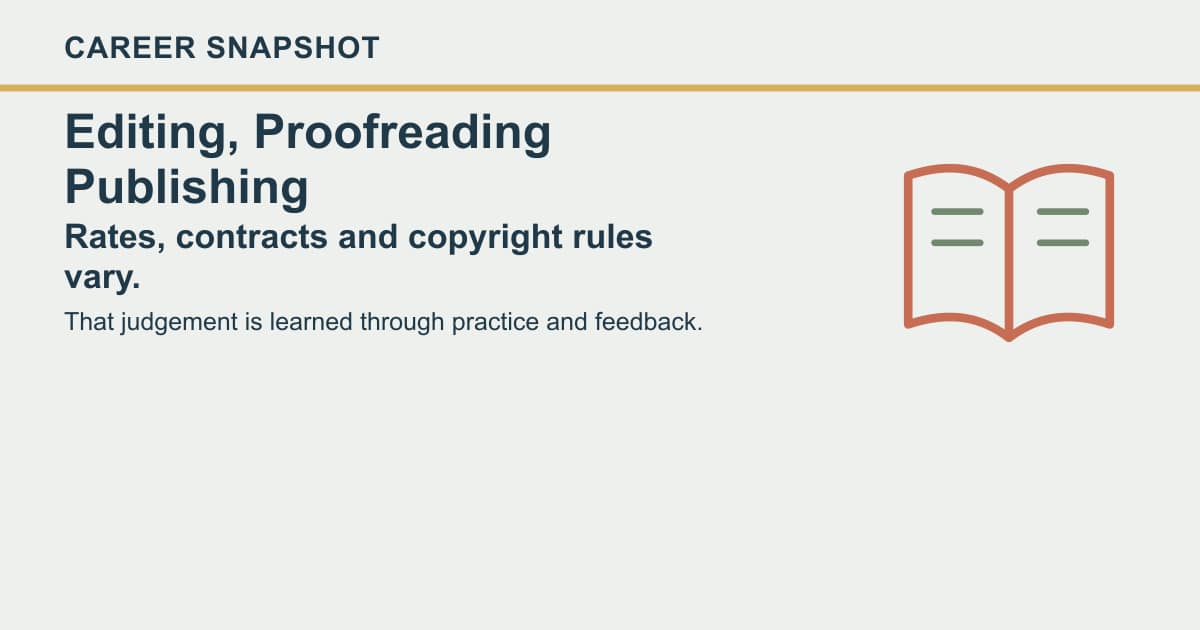 CAREER SNAPSHOT
Editing, Proofreading
Publishing
Rates, contracts and copyright rules
vary.
That judgement is learned through practice and feedback.